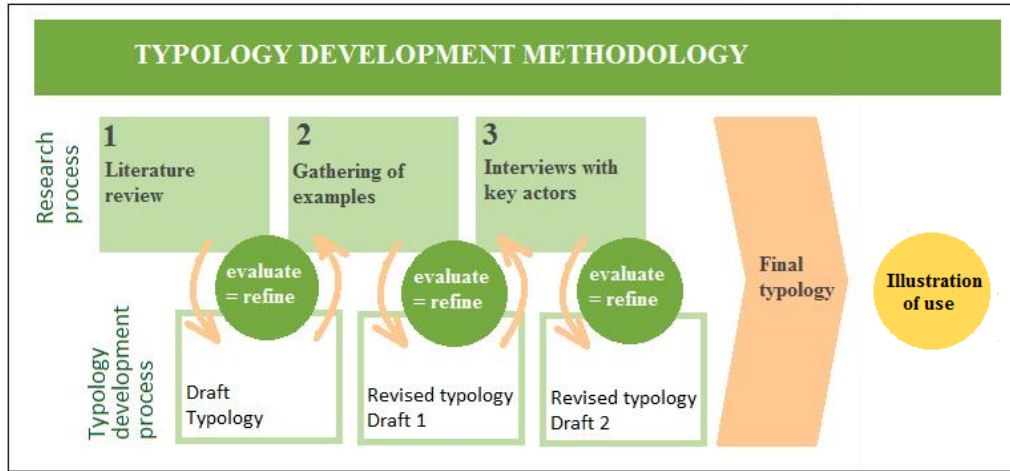 TYPOLOGY DEVELOPMENT METHODOLOGY
Research
process
1
Literature
review
2
Gathering of
examples
3
Interviews with
key actors
evaluate
= refine
evaluate
= refine
evaluate
= refine
Final
typology
Illustration
of use
Typology
development
process
Draft
Typology
Revised typology
Draft 1
Revised typology
Draft 2